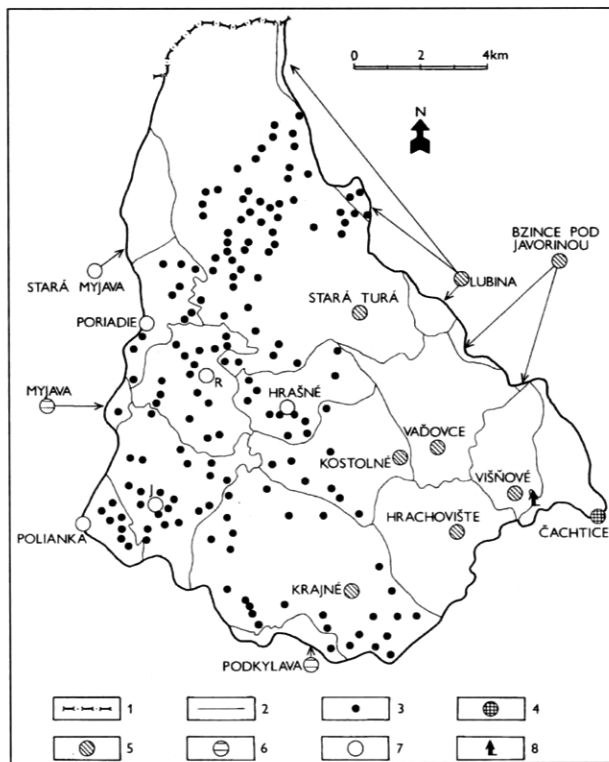 0 2 4km
N
BZINCE POD
JAVORINOU
STARÁ MYJAVA
LUBINA
STARÁ TURÁ
PORIADIE
R
HRAŠNÉ
MYJAVA
VAĎOVCE
KOSTOLNÉ
VIŠŇOVÉ
J
POLIANKA
HRACHOVIŠTE
ČACHTICE
KRAJNÉ
PODKYLAVA
1 2 3 4
5 6 7 8